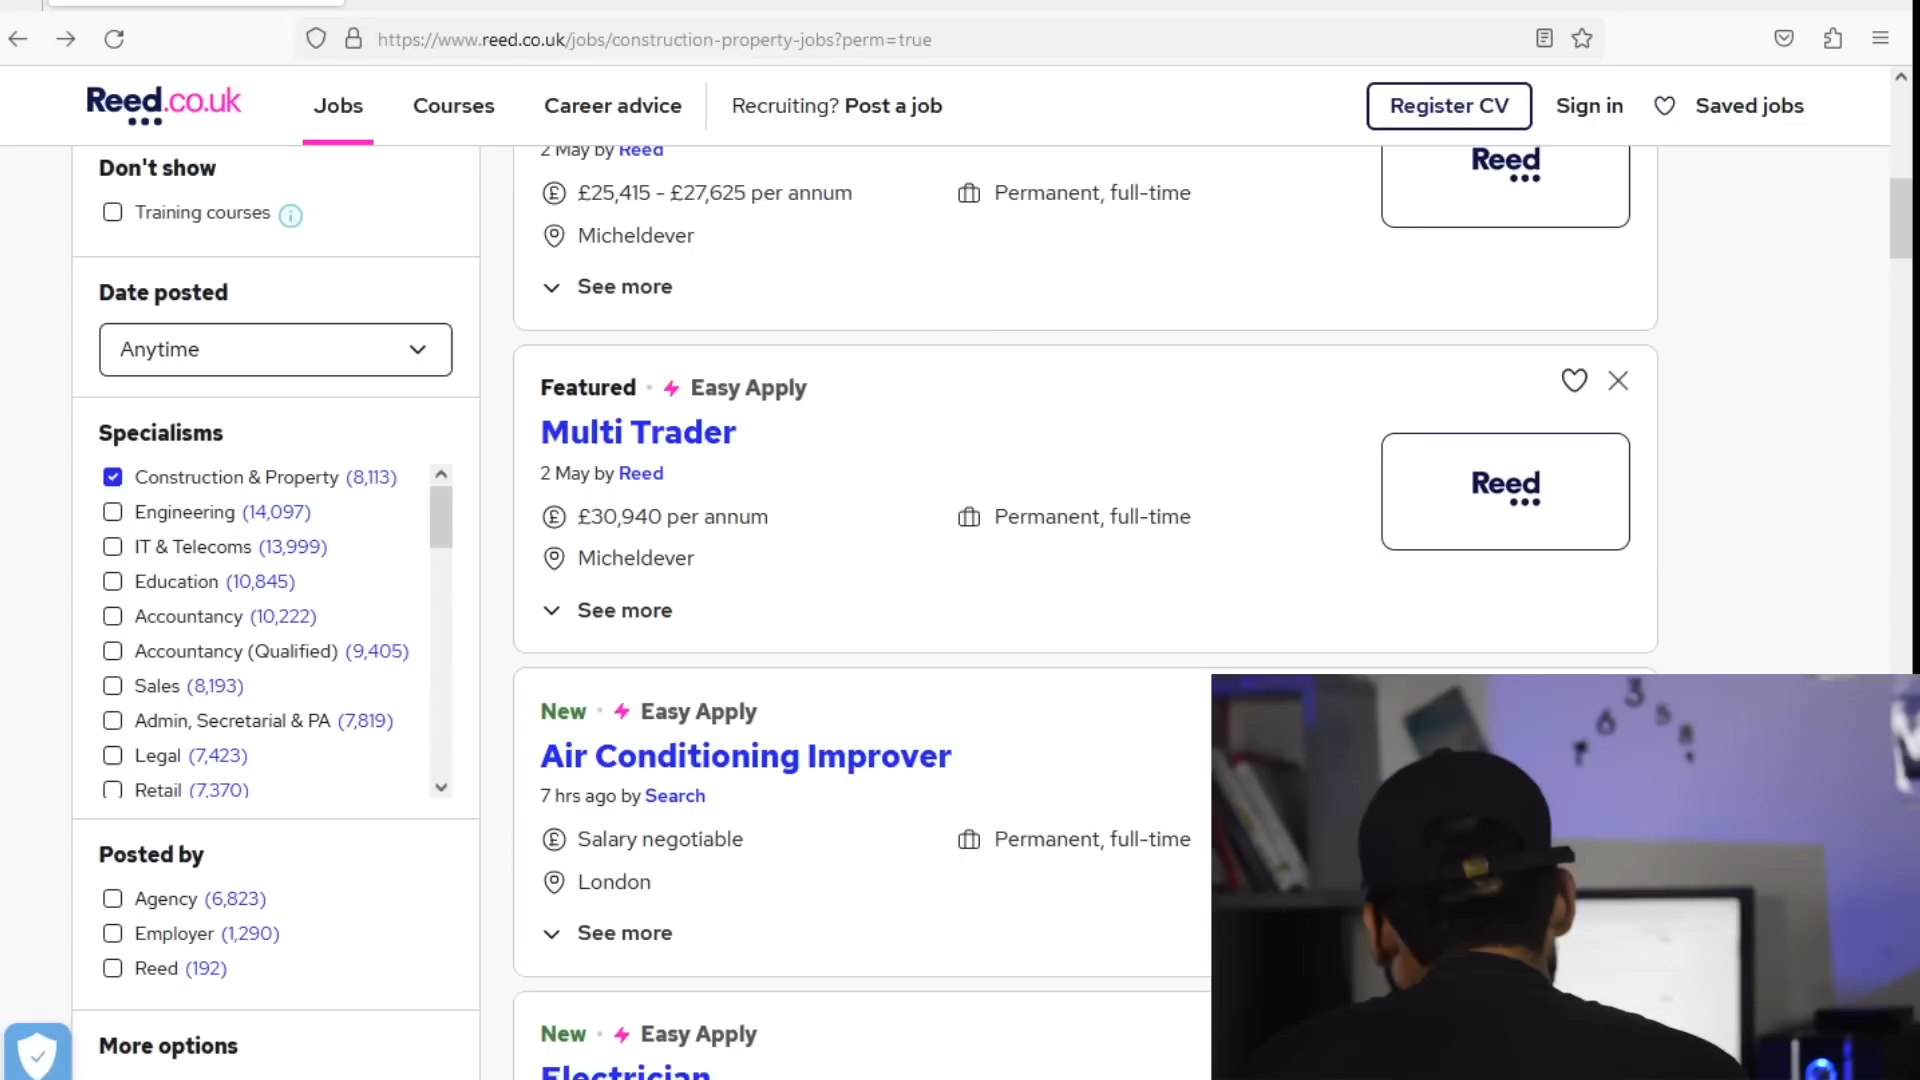 https://www.reed.co.uk/jobs/construction-property-jobs?perm=true
Reed.co.uk
Jobs
Courses
Career advice
Recruiting? Post a job
Register CV
Sign in
Saved jobs
Don't show
Training courses
Date posted
Anytime
Specialisms
Construction & Property (8,113)
Engineering (14,097)
IT & Telecoms (13,999)
Education (10,845)
Accountancy (10,222)
Accountancy (Qualified) (9,405)
Sales (8,193)
Admin, Secretarial & PA (7,819)
Legal (7,423)
Retail (7,370)
Posted by
Agency (6,823)
Employer (1,290)
Reed (192)
More options
2 May by Reed
£25,415 - £27,625 per annum
Permanent, full-time
Micheldever
See more
Reed
Featured · Easy Apply
Multi Trader
2 May by Reed
£30,940 per annum
Permanent, full-time
Micheldever
See more
Reed
New · Easy Apply
Air Conditioning Improver
7 hrs ago by Search
Salary negotiable
Permanent, full-time
London
See more
New · Easy Apply
Electrician
3
6
5
8